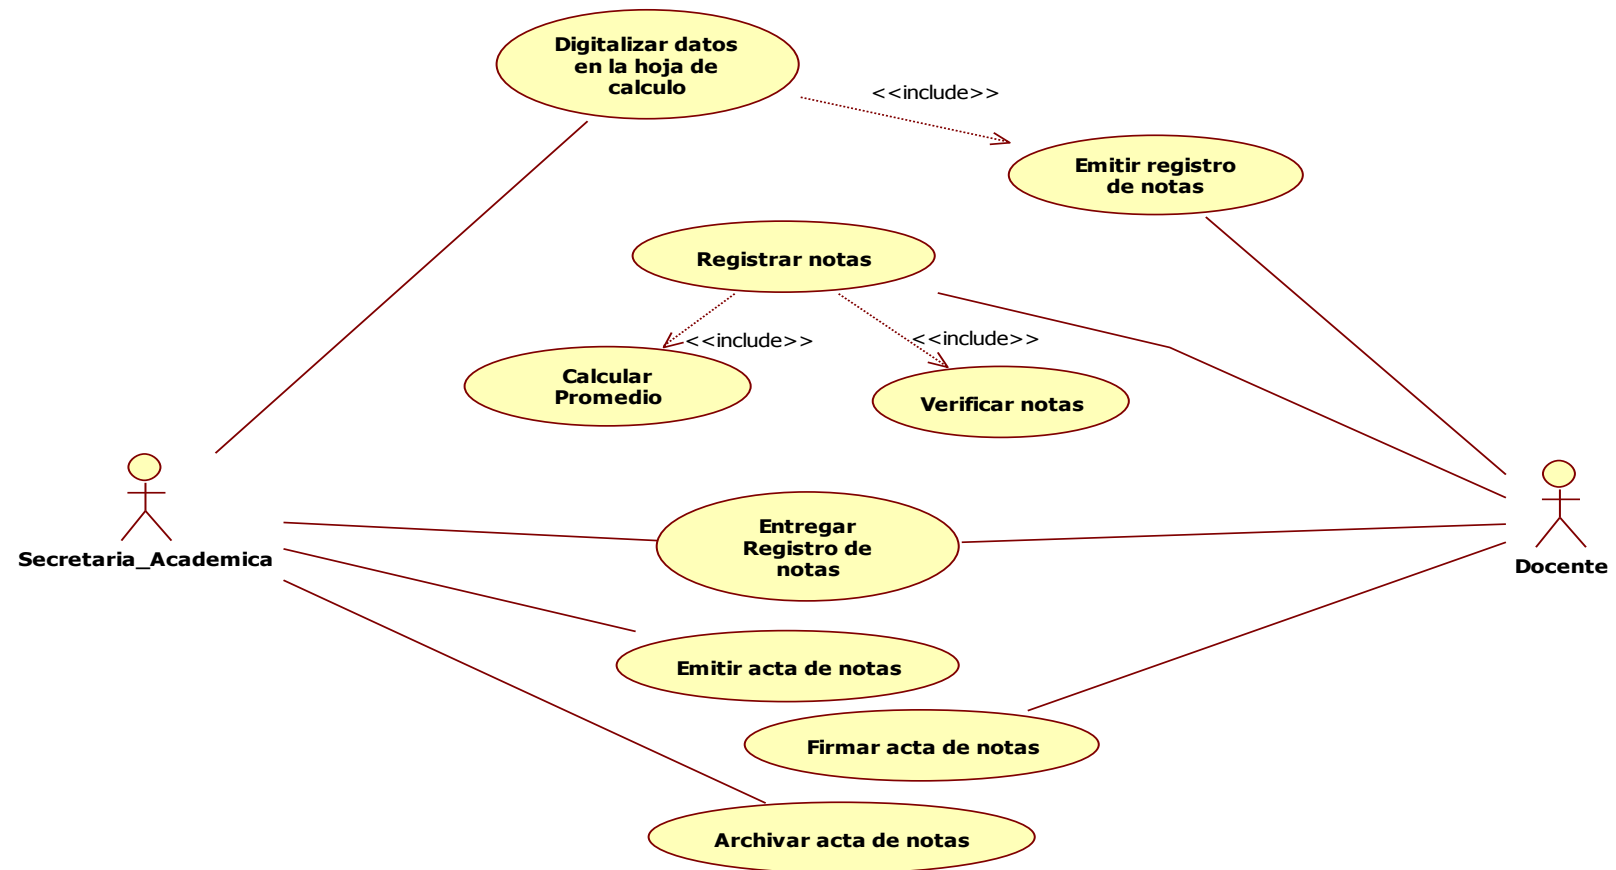 Digitalizar datos
en la hoja de
calculo
<<include>>
Emitir registro
de notas
Registrar notas
<<include>>
<<include>>
Calcular
Promedio
Verificar notas
Secretaria_Academica
Entregar
Registro de
notas
Docente
Emitir acta de notas
Firmar acta de notas
Archivar acta de notas